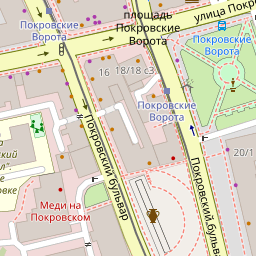 площадь
Покровские
Ворота
улица Покр
Покровские
Ворота
Покровские
Ворота
16
18/18 с3
Покровские
Ворота
Покровский бульвар
20/1
Покровский б
Меди на
Покровском